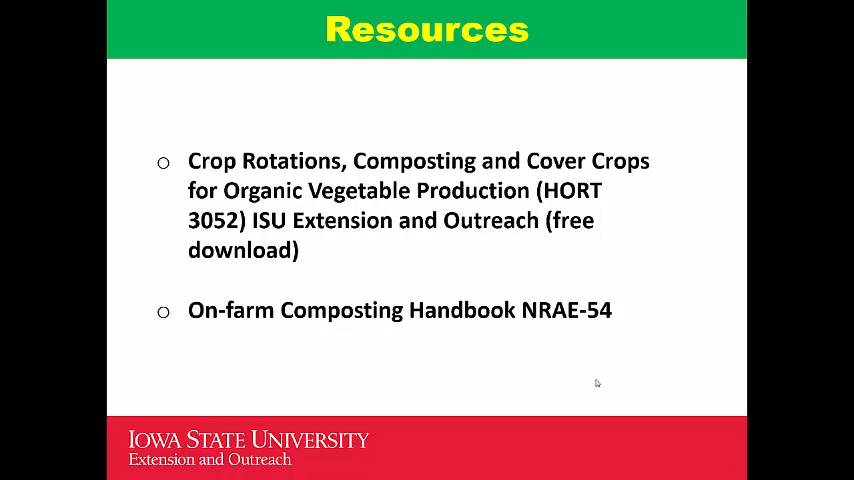 Resources
o Crop Rotations, Composting and Cover Crops
for Organic Vegetable Production (HORT
3052) ISU Extension and Outreach (free
download)
o On-farm Composting Handbook NRAE-54
IOWA STATE UNIVERSITY
Extension and Outreach